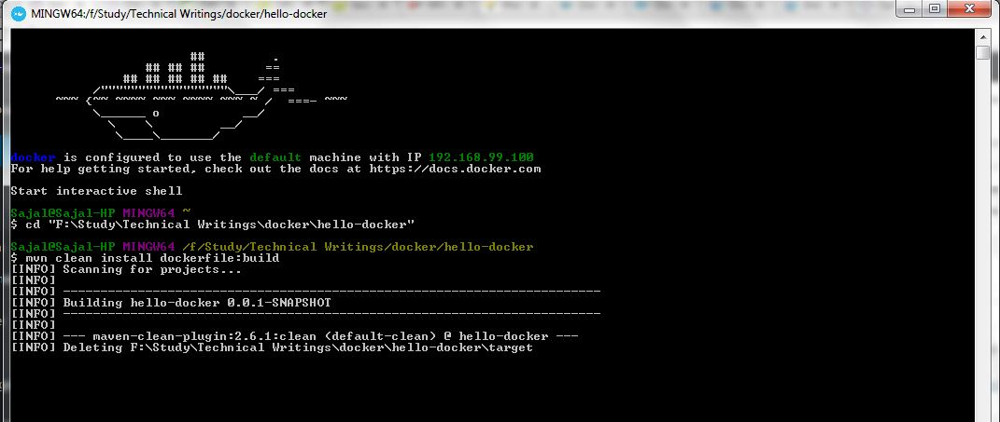 MINGW64:/f/Study/Technical Writings/docker/hello-docker
                        ##         .
                  ## ## ##        ==
               ## ## ## ## ##    ===
           /"""""""""""""""""\___/ ===
      ~~~ {~~ ~~~~ ~~~ ~~~~ ~~~ ~ /  ===- ~~~
           \______ o           __/
             \    \         __/
              \____\_______/
docker is configured to use the default machine with IP 192.168.99.100
For help getting started, check out the docs at https://docs.docker.com
Start interactive shell
Sajal@Sajal-HP MINGW64 ~
$ cd "F:\Study\Technical Writings\docker\hello-docker"
Sajal@Sajal-HP MINGW64 /f/Study/Technical Writings/docker/hello-docker
$ mvn clean install dockerfile:build
[INFO] Scanning for projects...
[INFO]
[INFO] ------------------------------------------------------------------------
[INFO] Building hello-docker 0.0.1-SNAPSHOT
[INFO] ------------------------------------------------------------------------
[INFO]
[INFO] --- maven-clean-plugin:2.6.1:clean (default-clean) @ hello-docker ---
[INFO] Deleting F:\Study\Technical Writings\docker\hello-docker\target